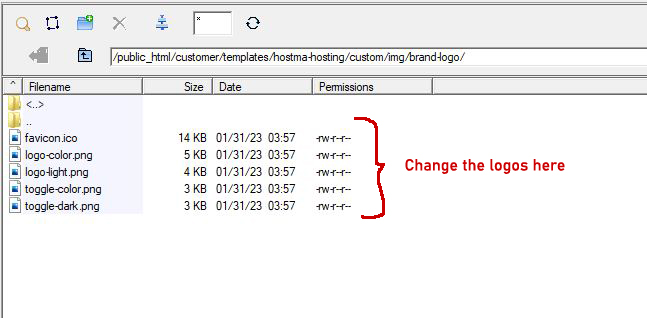 *
/public_html/customer/templates/hostma-hosting/custom/img/brand-logo/
^ Filename Size Date Permissions
<..>
..
favicon.ico 14 KB 01/31/23 03:57 -rw-r--r--
logo-color.png 5 KB 01/31/23 03:57 -rw-r--r--
logo-light.png 4 KB 01/31/23 03:57 -rw-r--r--
toggle-color.png 3 KB 01/31/23 03:57 -rw-r--r--
toggle-dark.png 3 KB 01/31/23 03:57 -rw-r--r--
Change the logos here